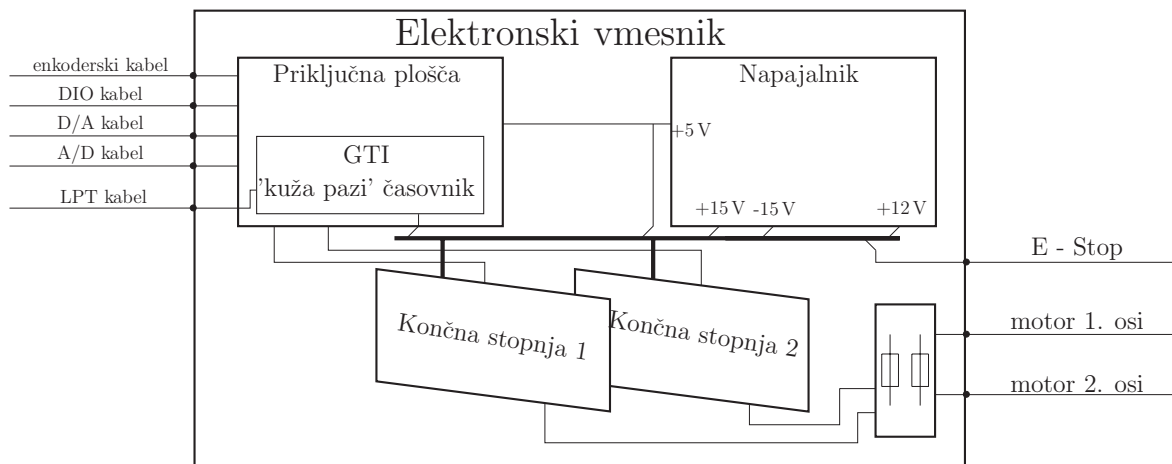 Elektronski vmesnik
enkoderski kabel
DIO kabel
D/A kabel
A/D kabel
LPT kabel
Priključna plošča
GTI
'kuža pazi' časovnik
Napajalnik
+5 V
+15 V -15 V
+12 V
E - Stop
motor 1. osi
motor 2. osi
Končna stopnja 1
Končna stopnja 2